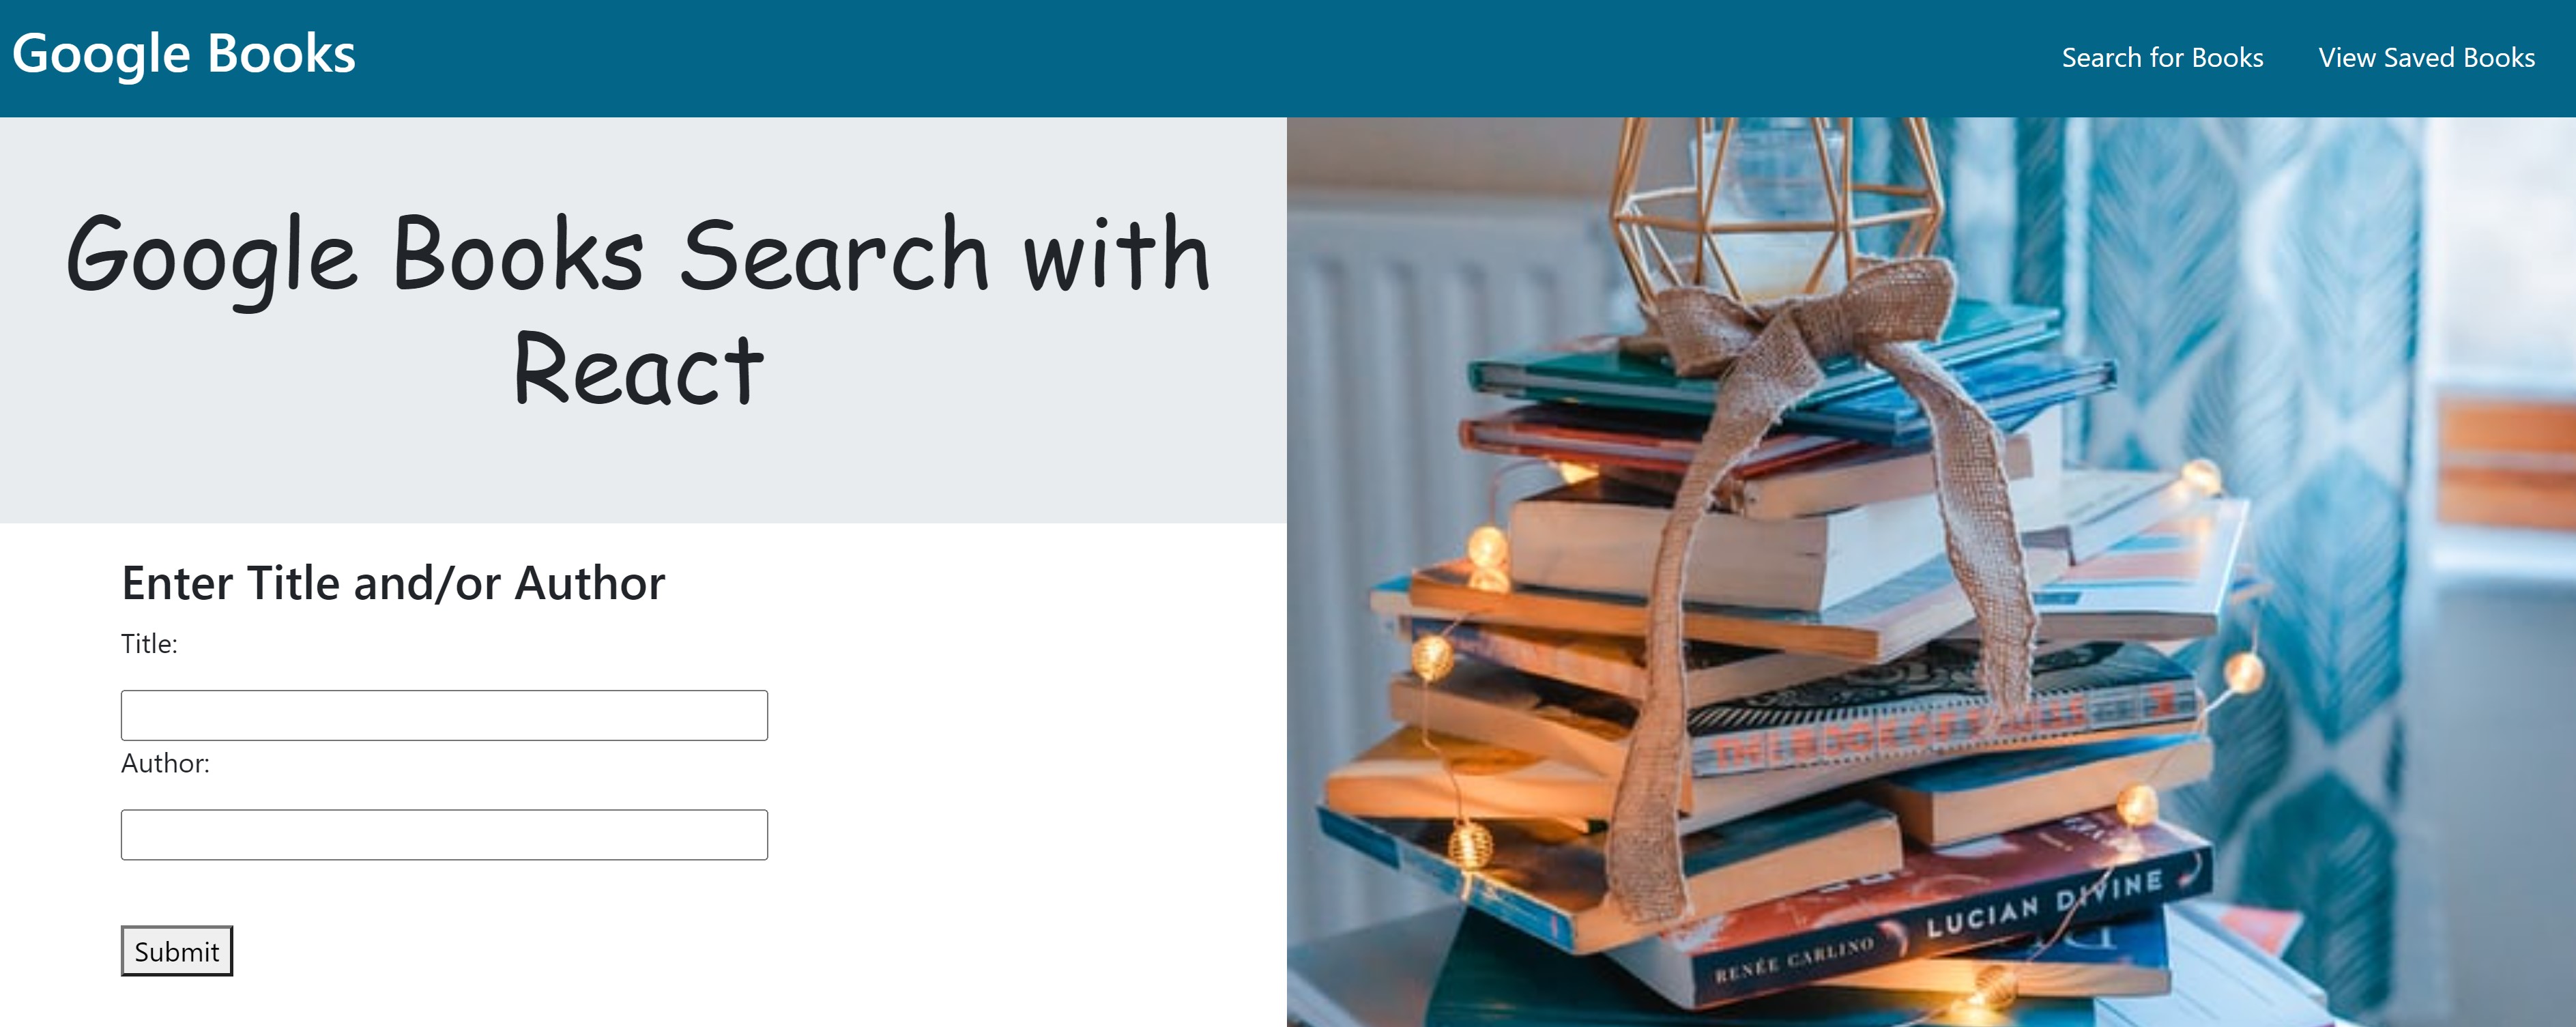 Google Books
Search for Books
View Saved Books
Google Books Search with
React
Enter Title and/or Author
Title:
Author:
Submit
THE BOOK OF SOULS
RENÉE CARLINO
LUCIAN DIVINE